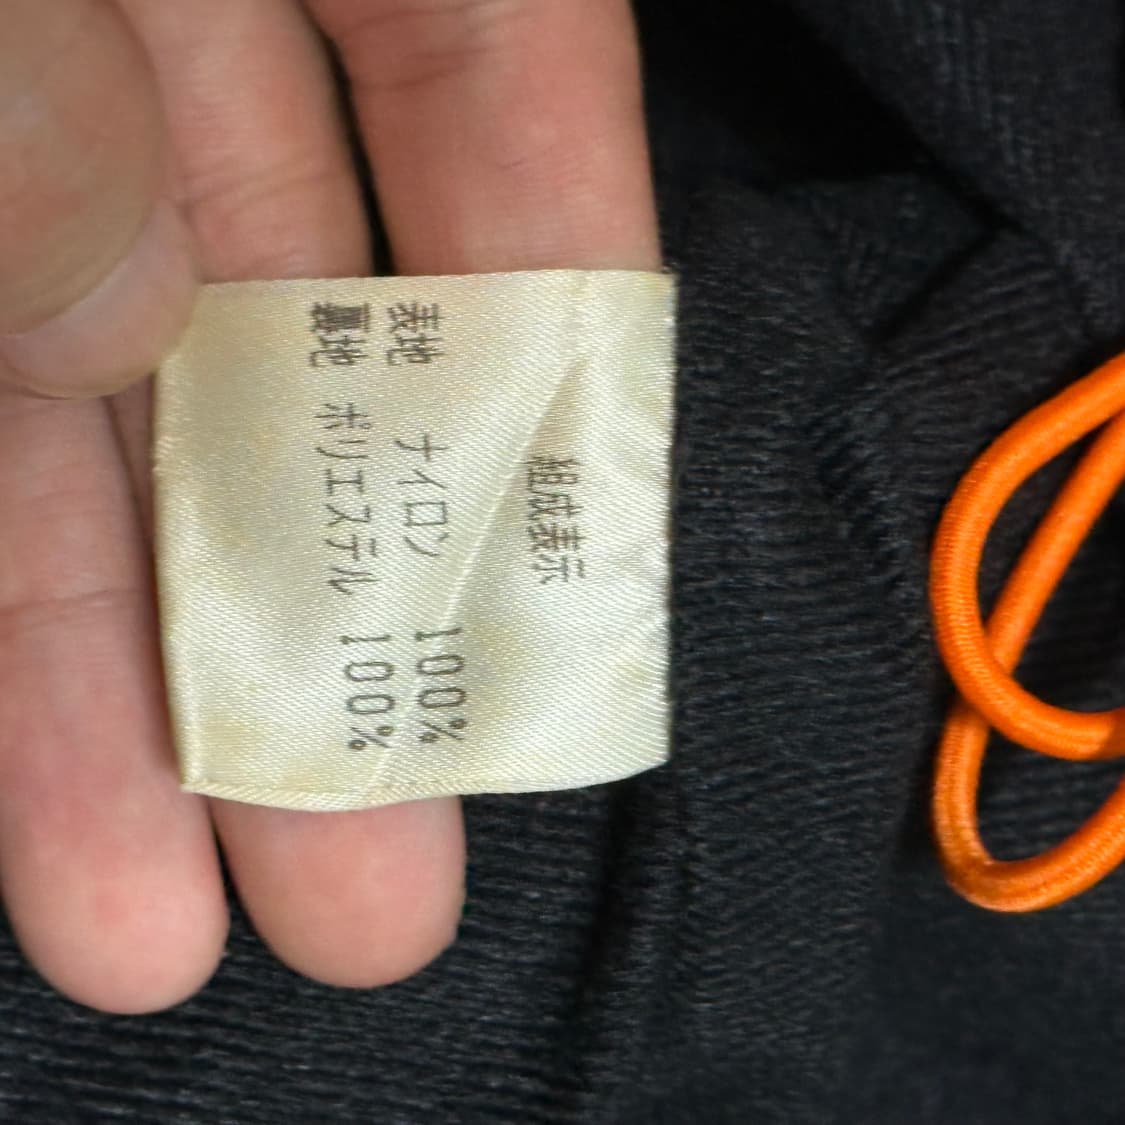 組成表示
表地 ナイロン 100%
裏地 ポリエステル 100%